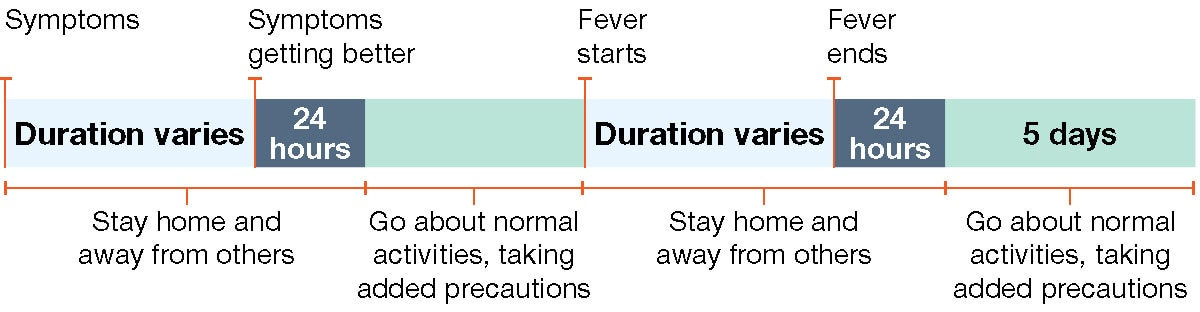 Symptoms
Symptoms
getting better
Fever
starts
Fever
ends
Duration varies
24
hours
Duration varies
24
hours
5 days
Stay home and
away from others
Go about normal
activities, taking
added precautions
Stay home and
away from others
Go about normal
activities, taking
added precautions